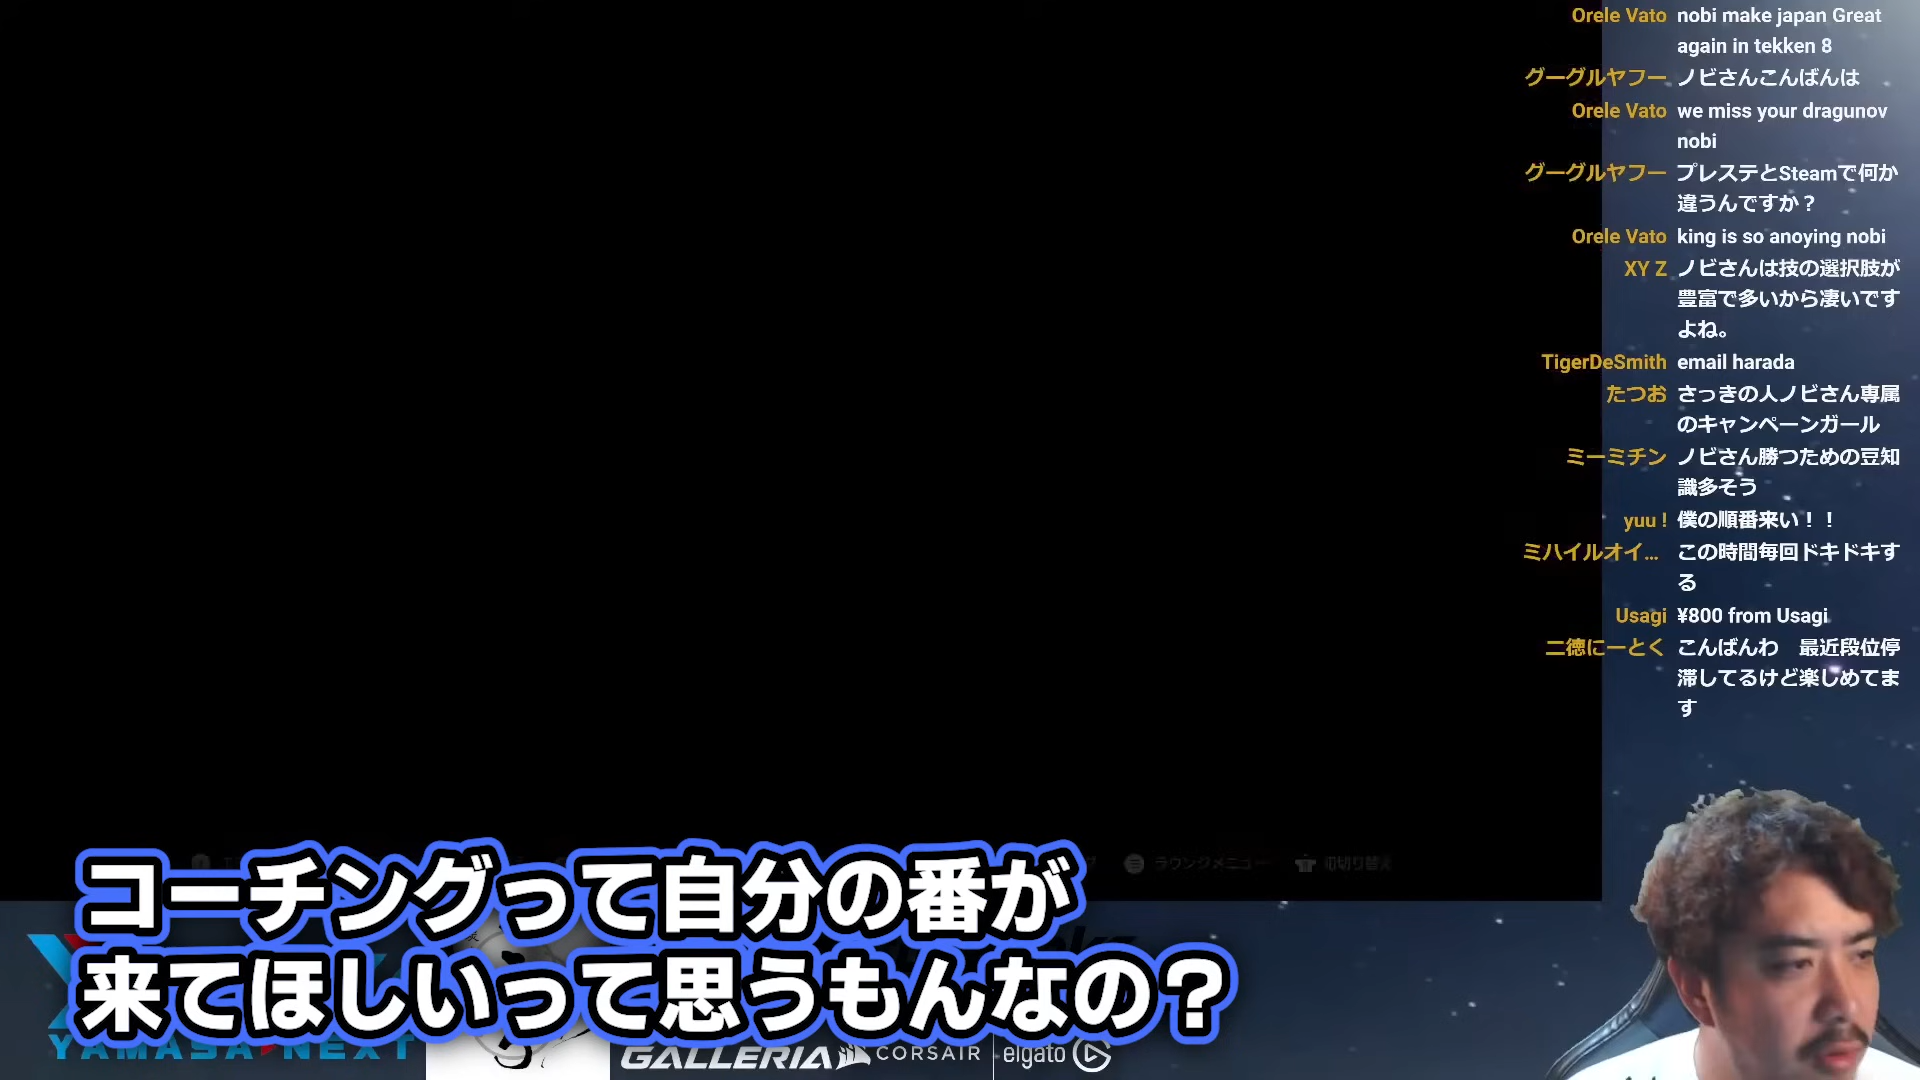 Orele Vato nobi make japan Great
again in tekken 8
グーグルヤフー ノビさんこんばんは
Orele Vato we miss your dragunov
nobi
グーグルヤフー プレステとSteamで何か
違うんですか？
Orele Vato king is so anoying nobi
XY Z ノビさんは技の選択肢が
豊富で多いから凄いです
よね。
TigerDeSmith email harada
たつお さっきの人ノビさん専属
のキャンペーンガール
ミーミチン ノビさん勝つための豆知
識多そう
yuu ! 僕の順番来い！！
ミハイルオイ... この時間毎回ドキドキす
る
Usagi ¥800 from Usagi
二徳にーとく こんばんわ　最近段位停
滞してるけど楽しめてま
す
ラウンジメニュー
コーチングって自分の番が
来てほしいって思うもんなの？
YAMASA NEXT
GALLERIA CORSAIR elgato